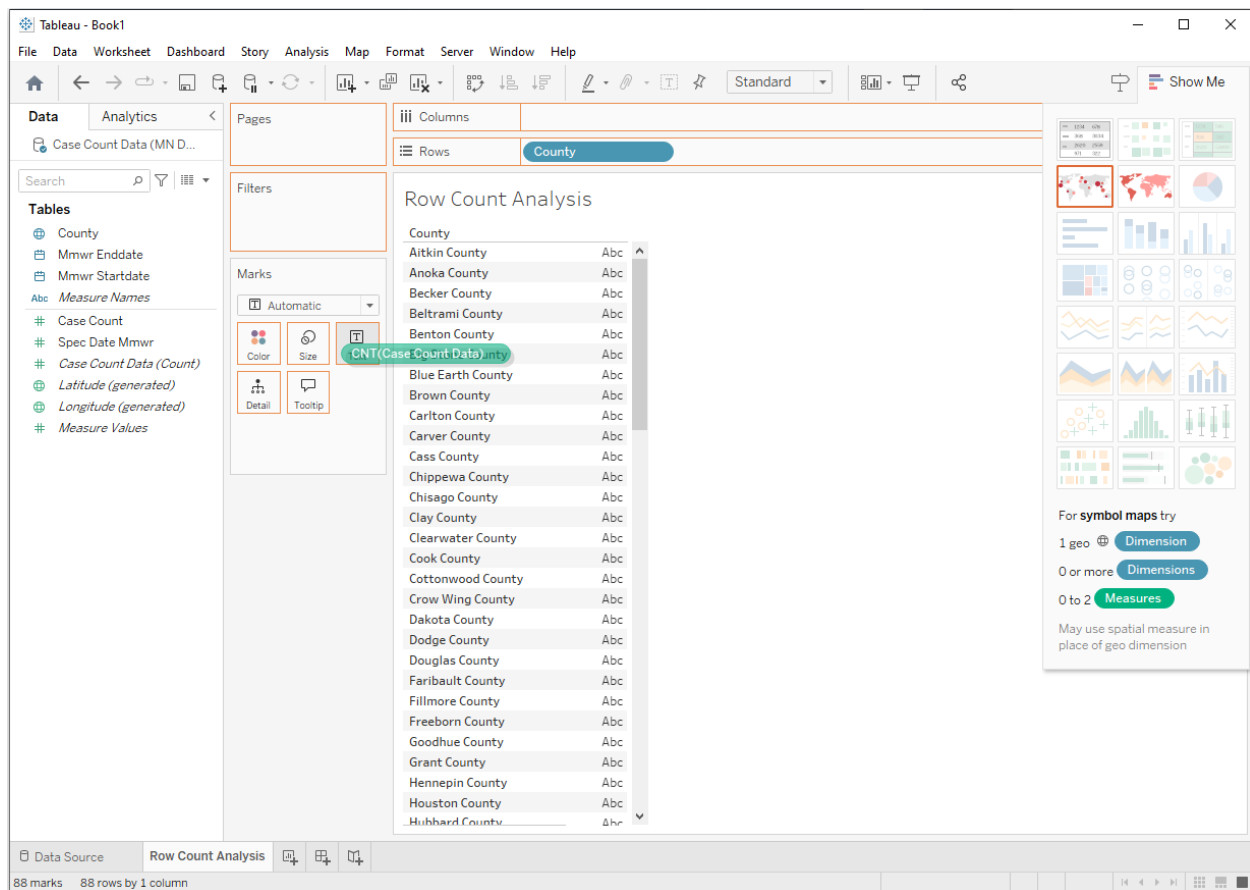 Tableau - Book1
File Data Worksheet Dashboard Story Analysis Map Format Server Window Help
Standard
Show Me
Data Analytics
Case Count Data (MN D...
Search
Tables
County
Mmwr Enddate
Mmwr Startdate
Abc Measure Names
Case Count
Spec Date Mmwr
Case Count Data (Count)
Latitude (generated)
Longitude (generated)
Measure Values
Pages
Filters
Marks
Automatic
Color Size
CNT(Case Count Data)
Detail Tooltip
Columns
Rows County
Row Count Analysis
County
Aitkin County Abc
Anoka County Abc
Becker County Abc
Beltrami County Abc
Benton County Abc
County Abc
Blue Earth County Abc
Brown County Abc
Carlton County Abc
Carver County Abc
Cass County Abc
Chippewa County Abc
Chisago County Abc
Clay County Abc
Clearwater County Abc
Cook County Abc
Cottonwood County Abc
Crow Wing County Abc
Dakota County Abc
Dodge County Abc
Douglas County Abc
Faribault County Abc
Fillmore County Abc
Freeborn County Abc
Goodhue County Abc
Grant County Abc
Hennepin County Abc
Houston County Abc
Hubbard County Abc
For symbol maps try
1 geo Dimension
0 or more Dimensions
0 to 2 Measures
May use spatial measure in
place of geo dimension
Data Source Row Count Analysis
88 marks 88 rows by 1 column